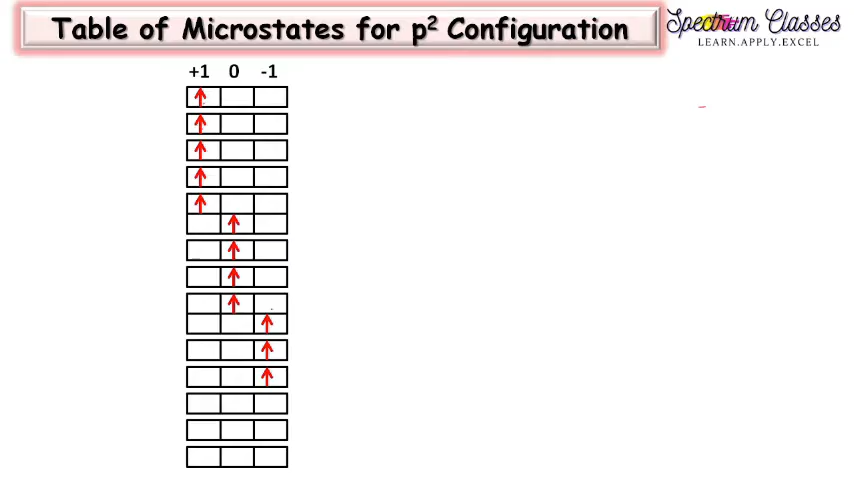 Table of Microstates for p² Configuration
Spectrum Classes
LEARN.APPLY.EXCEL
+1 0 -1